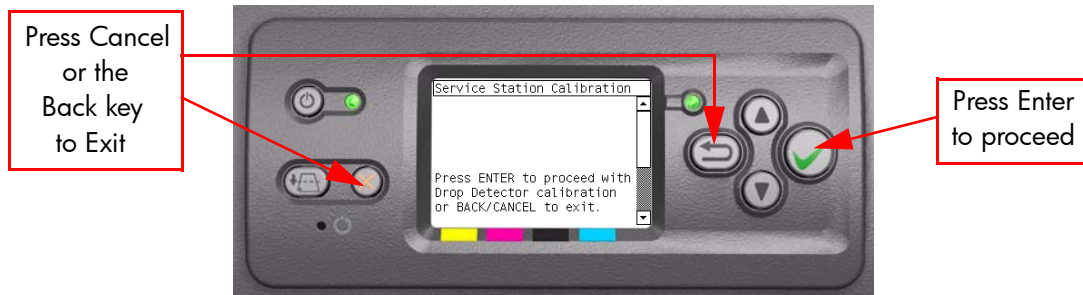 Press Cancel
or the
Back key
to Exit
Service Station Calibration
Press ENTER to proceed with
Drop Detector calibration
or BACK/CANCEL to exit.
Press Enter
to proceed